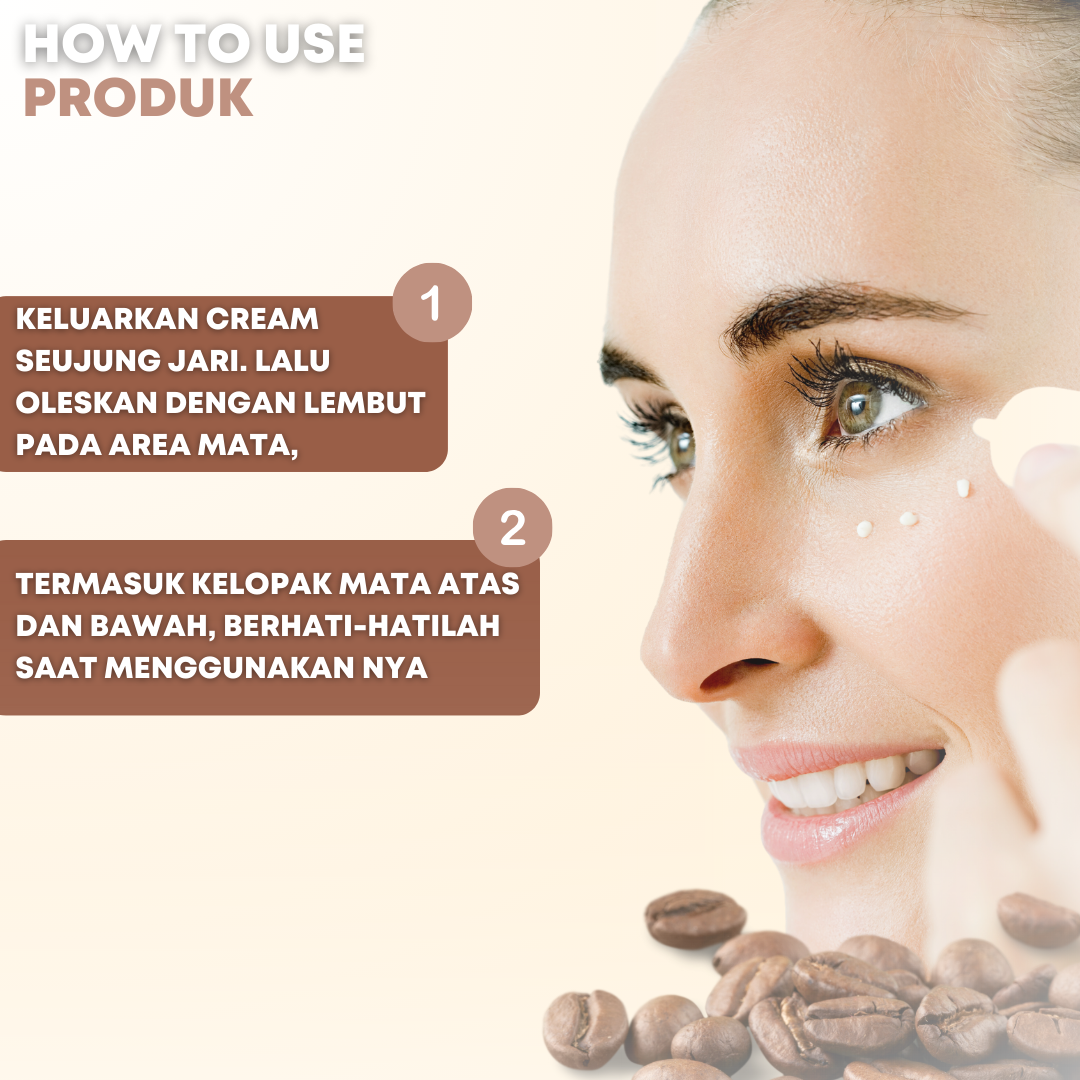 HOW TO USE
PRODUK
1
KELUARKAN CREAM
SEUJUNG JARI. LALU
OLESKAN DENGAN LEMBUT
PADA AREA MATA,
2
TERMASUK KELOPAK MATA ATAS
DAN BAWAH, BERHATI-HATILAH
SAAT MENGGUNAKAN NYA